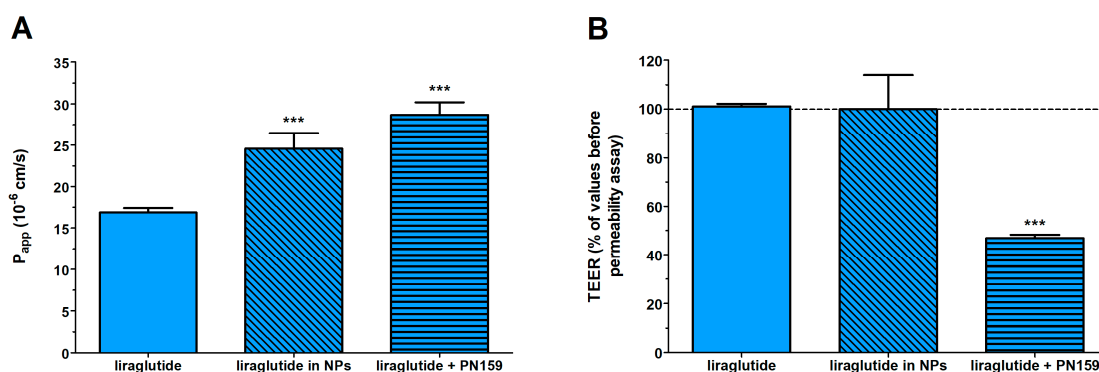 A
P_app (10^-6 cm/s)
35
30
25
20
15
10
5
0
***
***
liraglutide
liraglutide in NPs
liraglutide + PN159
B
TEER (% of values before
permeability assay)
120
100
80
60
40
20
0
***
liraglutide
liraglutide in NPs
liraglutide + PN159